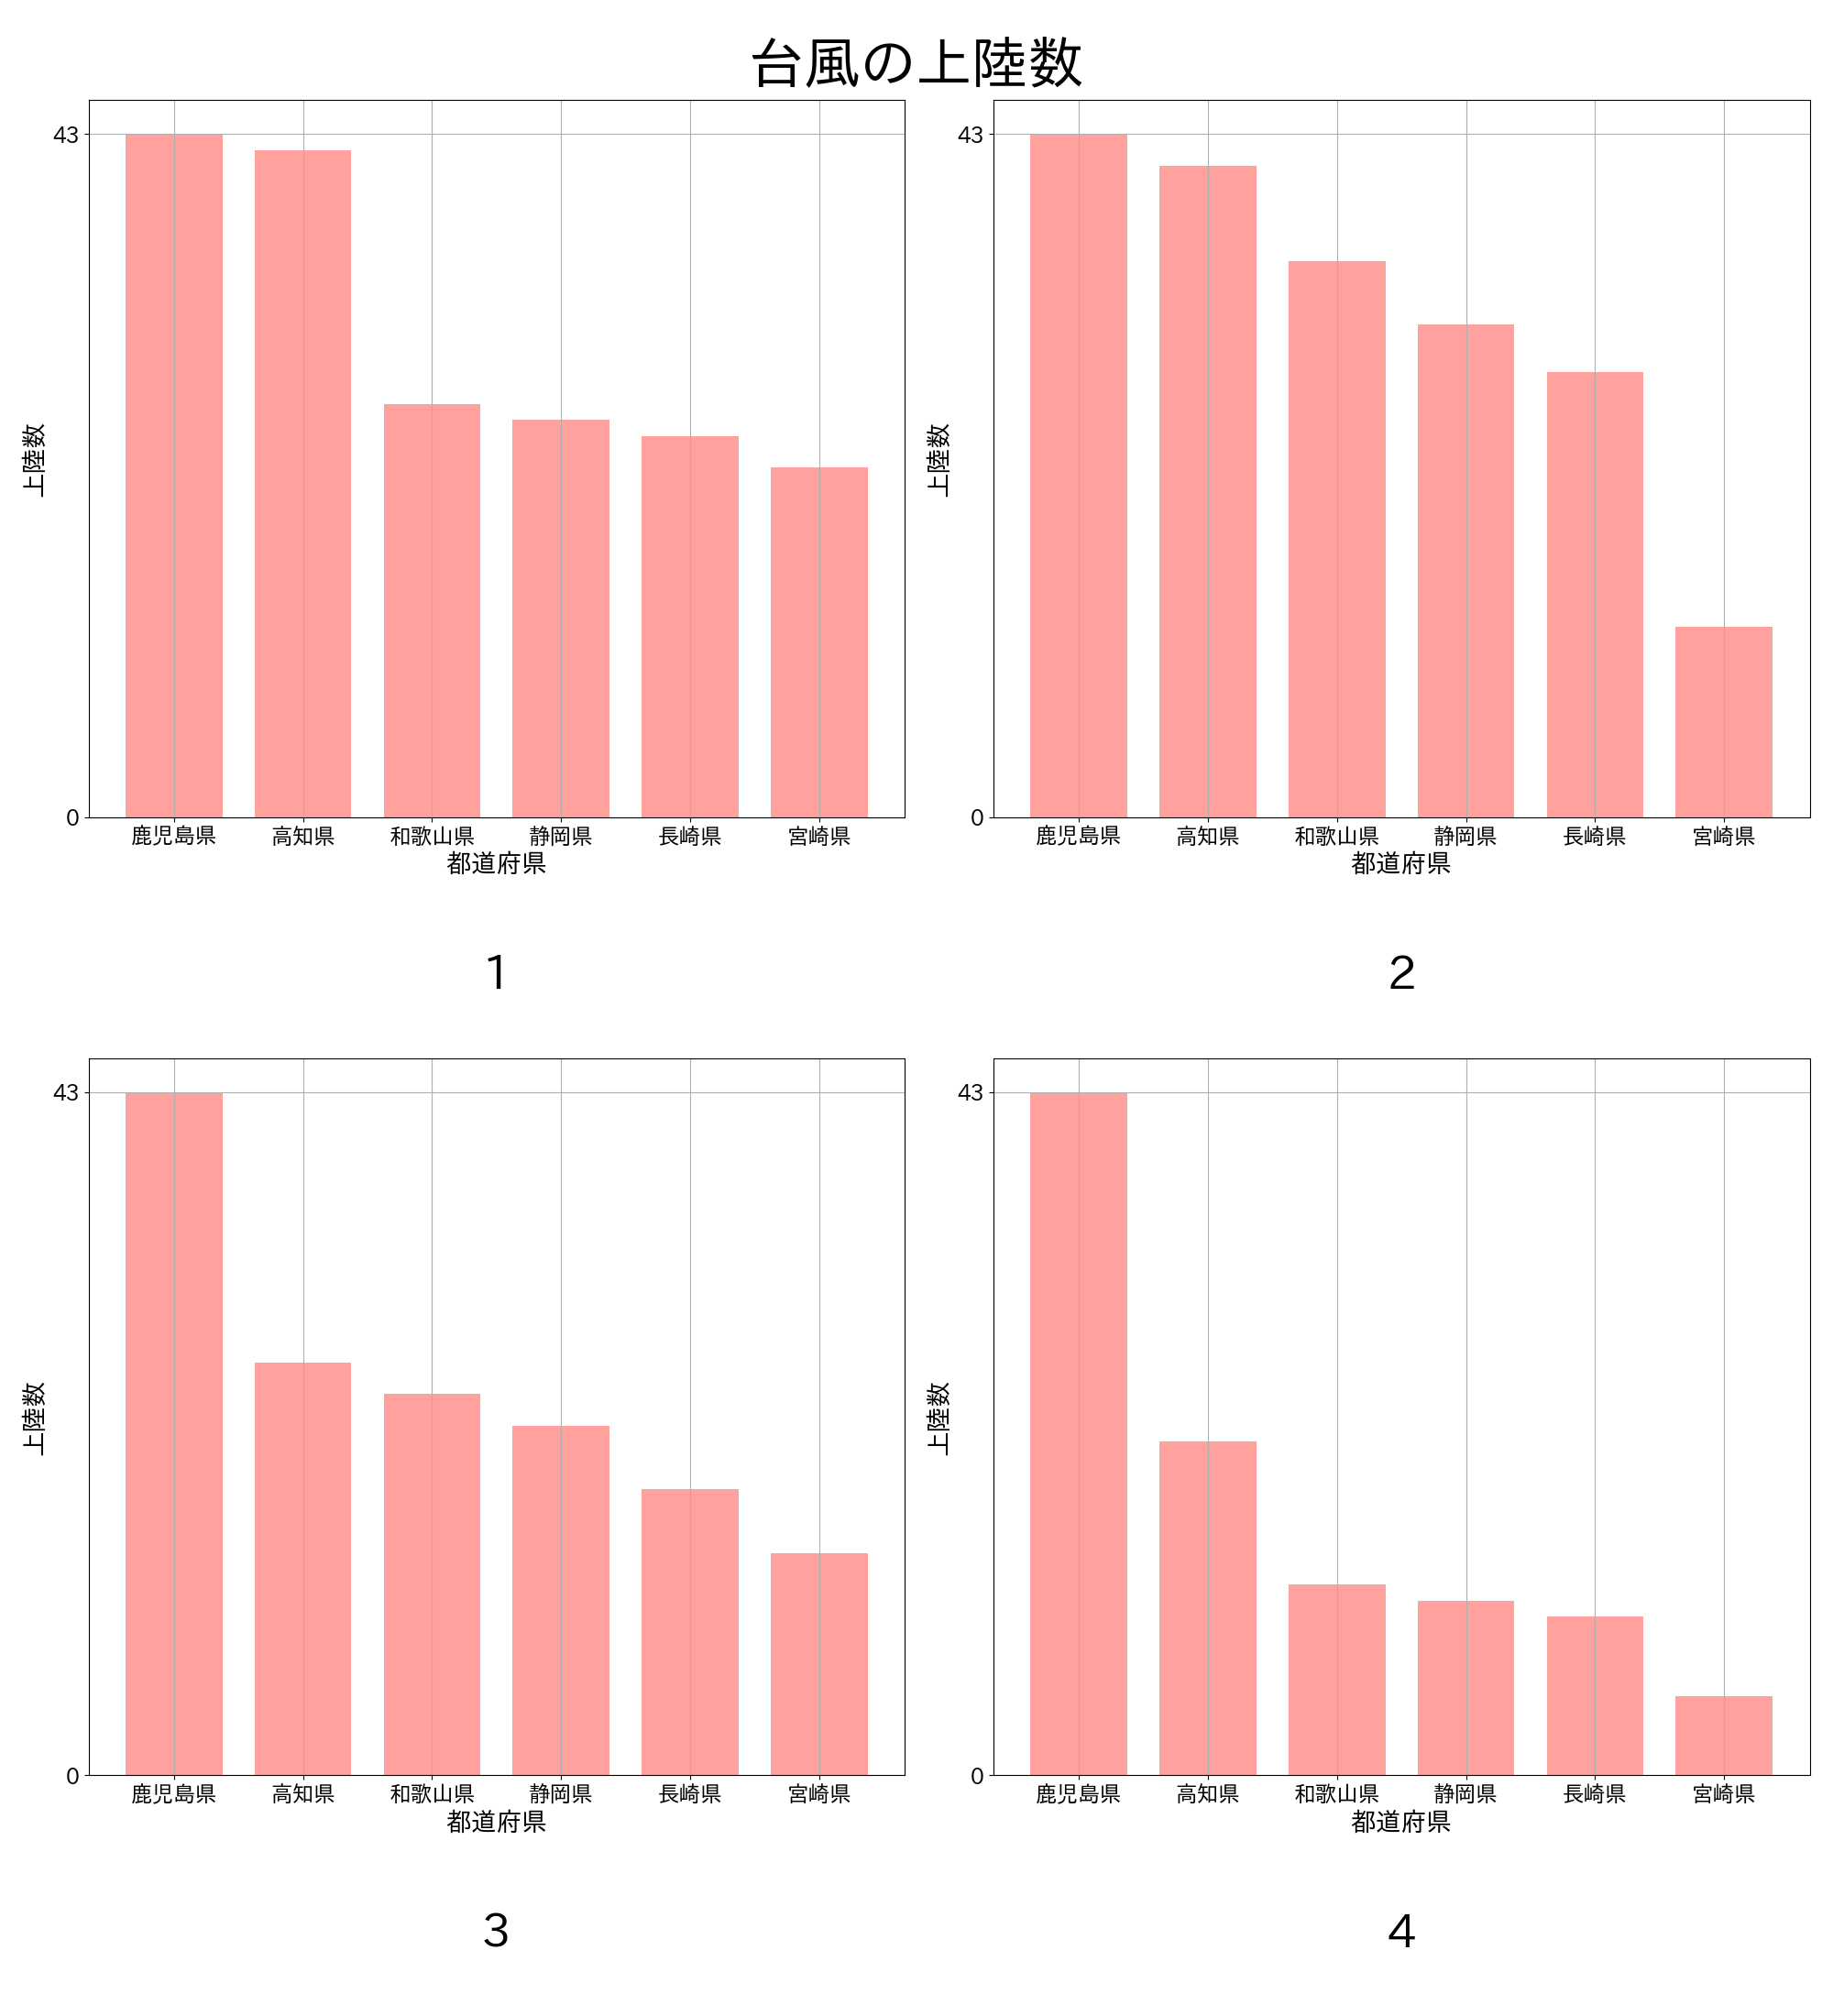 台風の上陸数
43
0
上陸数
鹿児島県 高知県 和歌山県 静岡県 長崎県 宮崎県
都道府県
1
43
0
上陸数
鹿児島県 高知県 和歌山県 静岡県 長崎県 宮崎県
都道府県
2
43
0
上陸数
鹿児島県 高知県 和歌山県 静岡県 長崎県 宮崎県
都道府県
3
43
0
上陸数
鹿児島県 高知県 和歌山県 静岡県 長崎県 宮崎県
都道府県
4